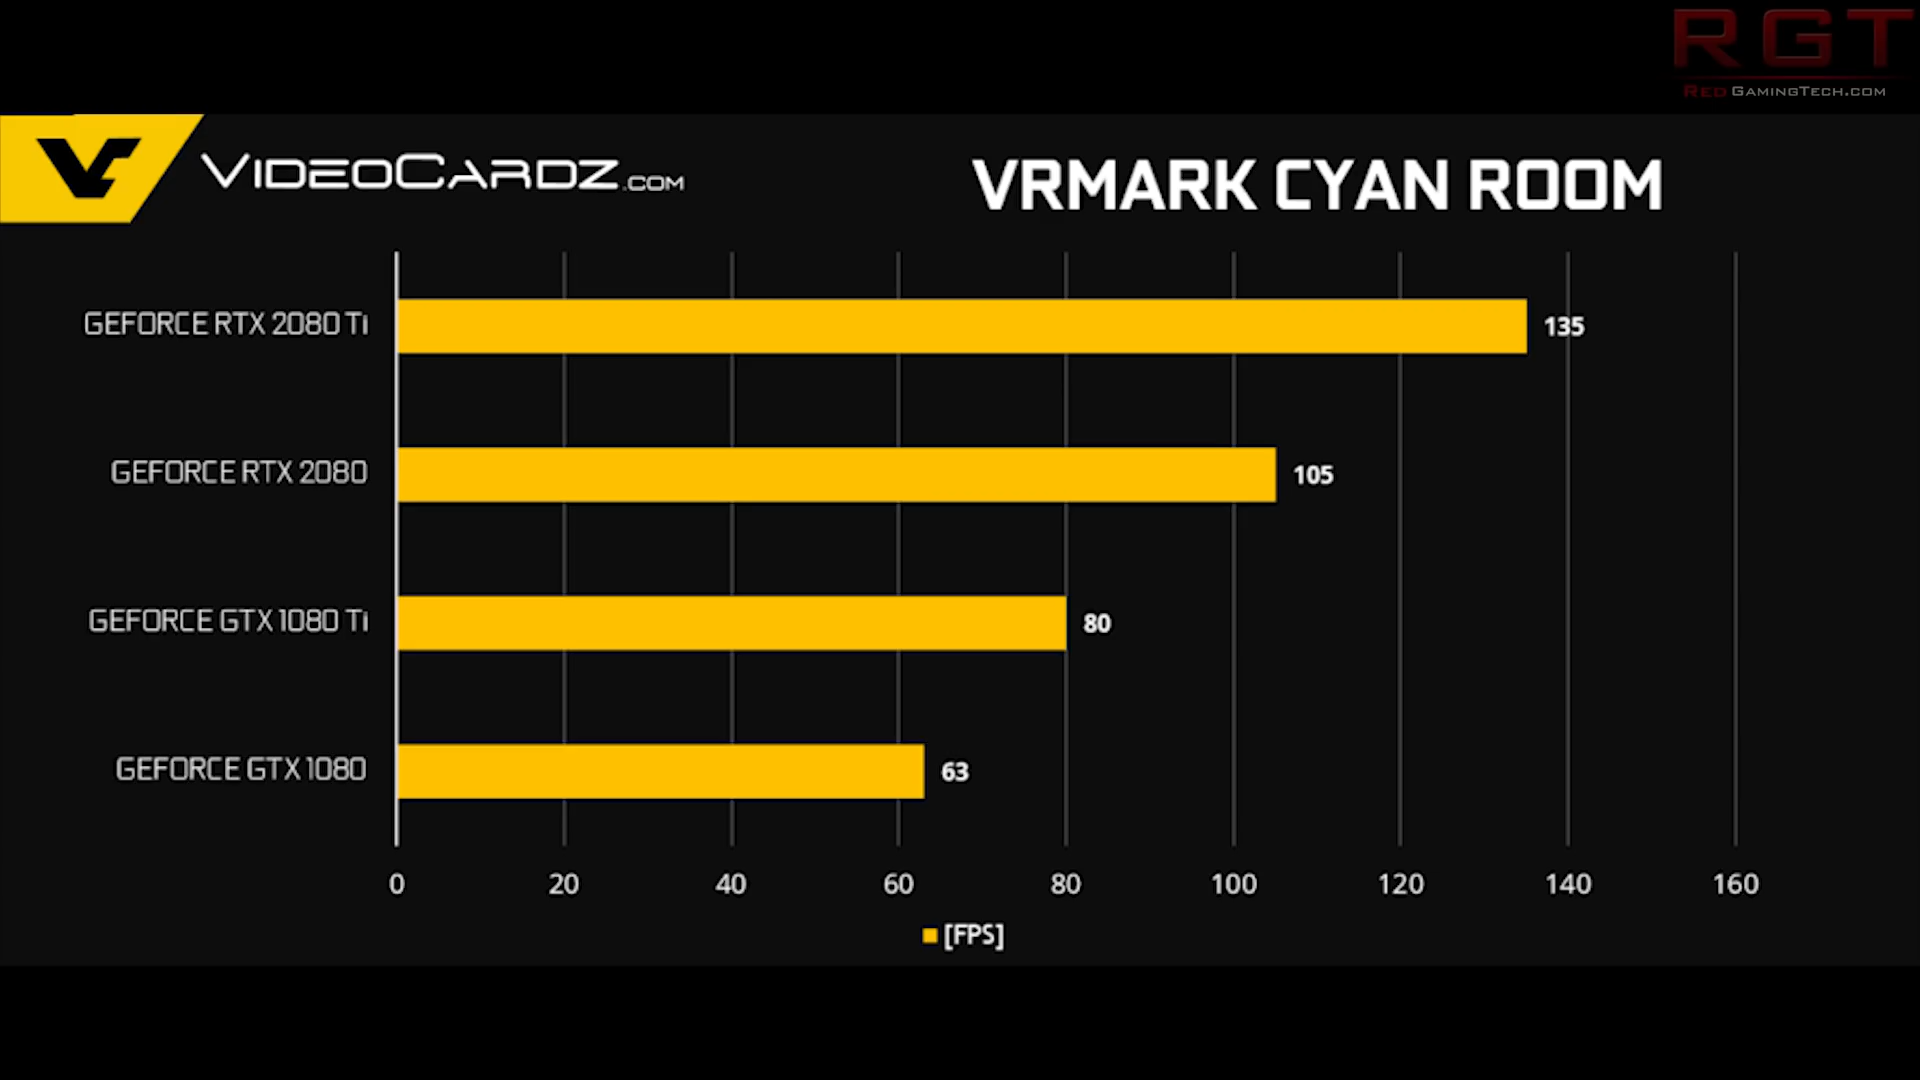 RGT
RED GAMINGTECH.COM
VIDEOCARDZ.COM
VRMARK CYAN ROOM
GEFORCE RTX 2080 Ti
135
GEFORCE RTX 2080
105
GEFORCE GTX 1080 Ti
80
GEFORCE GTX 1080
63
0 20 40 60 80 100 120 140 160
[FPS]